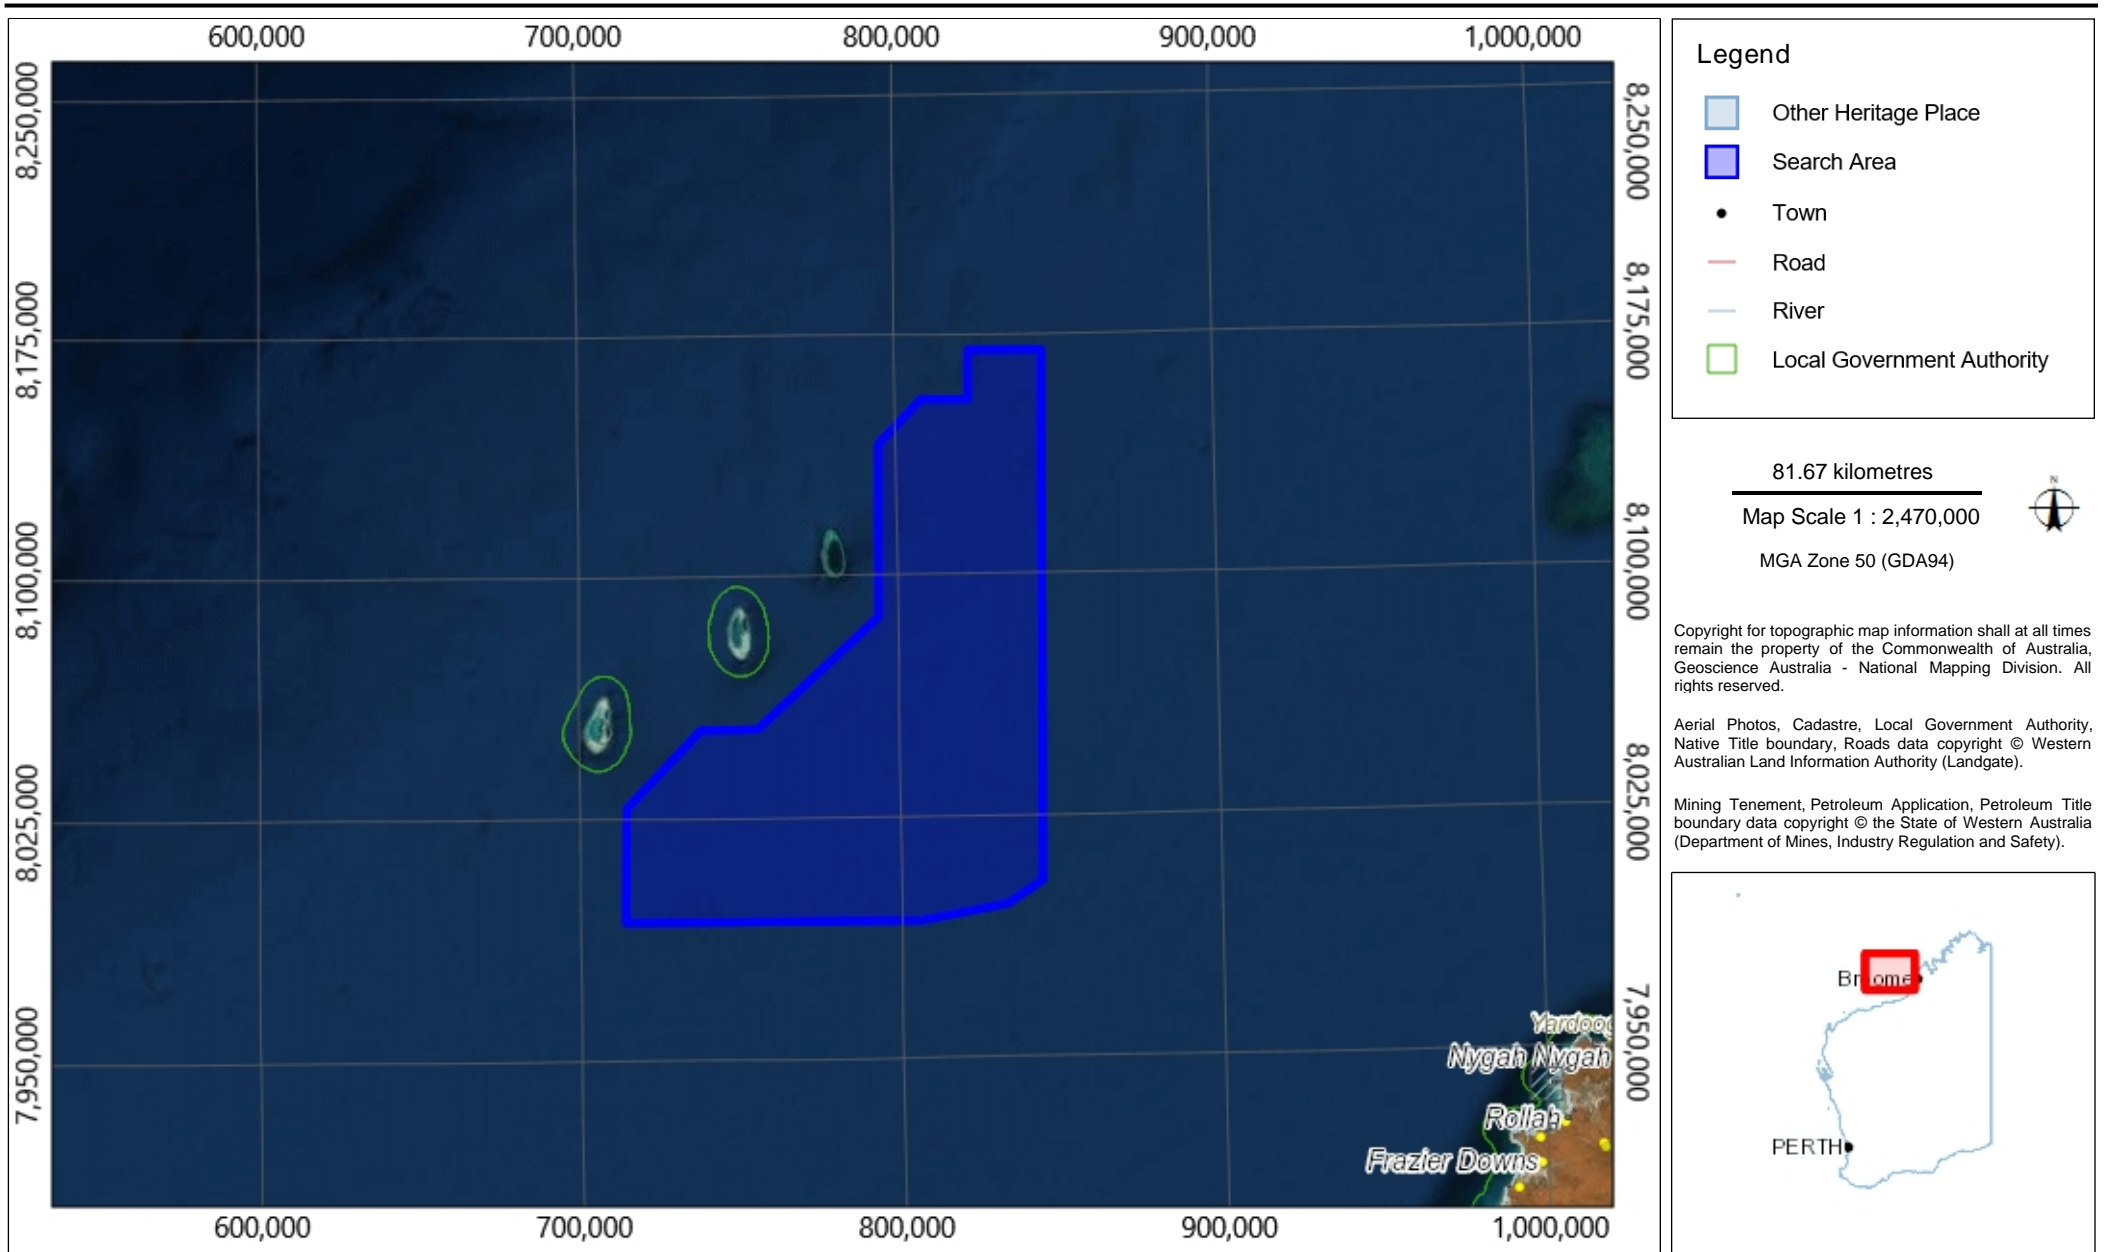 600,000 700,000 800,000 900,000 1,000,000
8,250,000
8,175,000
8,100,000
8,025,000
7,950,000
8,250,000
8,175,000
8,100,000
8,025,000
7,950,000
Nygah Nygah
Rollah
Frazier Downs
600,000 700,000 800,000 900,000 1,000,000
Legend
Other Heritage Place
Search Area
Town
Road
River
Local Government Authority
81.67 kilometres
Map Scale 1 : 2,470,000
MGA Zone 50 (GDA94)
N
Copyright for topographic map information shall at all times
remain the property of the Commonwealth of Australia,
Geoscience Australia - National Mapping Division. All
rights reserved.
Aerial Photos, Cadastre, Local Government Authority,
Native Title boundary, Roads data copyright © Western
Australian Land Information Authority (Landgate).
Mining Tenement, Petroleum Application, Petroleum Title
boundary data copyright © the State of Western Australia
(Department of Mines, Industry Regulation and Safety).
Broome
PERTH